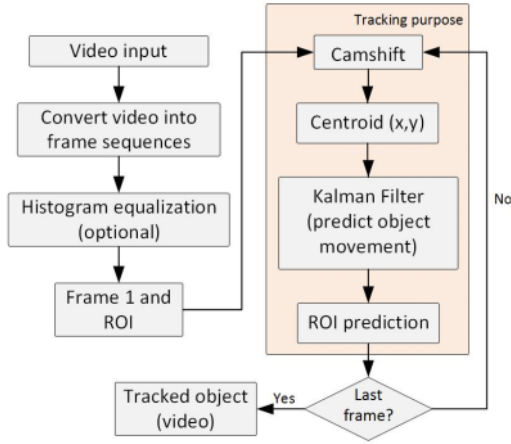 Video input
Convert video into
frame sequences
Histogram equalization
(optional)
Frame 1 and
ROI
Tracking purpose
Camshift
Centroid (x,y)
Kalman Filter
(predict object
movement)
ROI prediction
Last
frame?
No
Yes
Tracked object
(video)